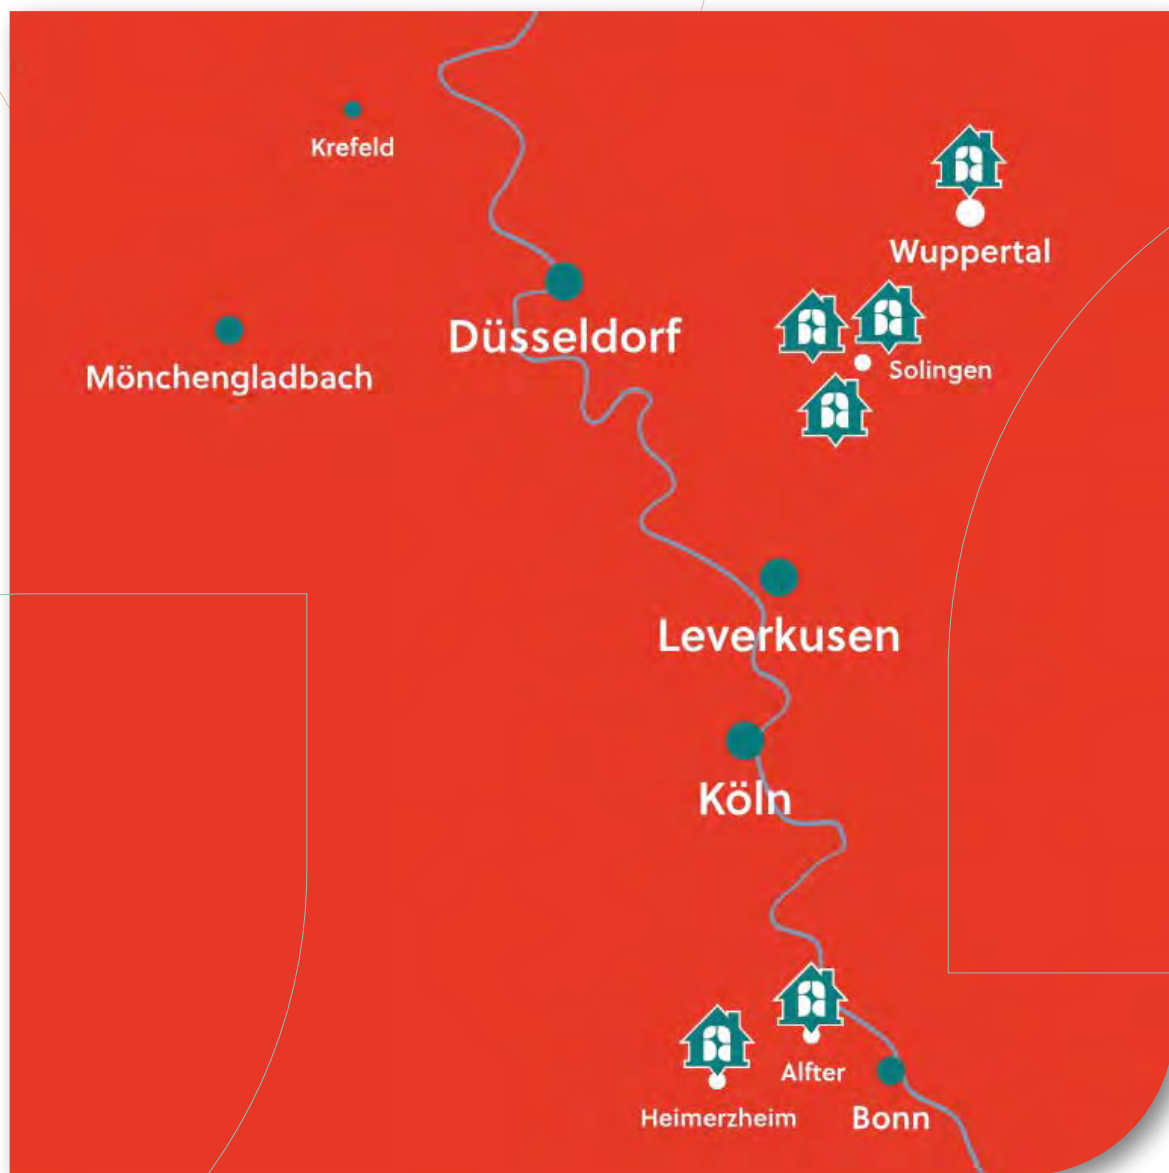 Krefeld
Wuppertal
Düsseldorf
Mönchengladbach
Solingen
Leverkusen
Köln
Alfter
Heimerzheim
Bonn